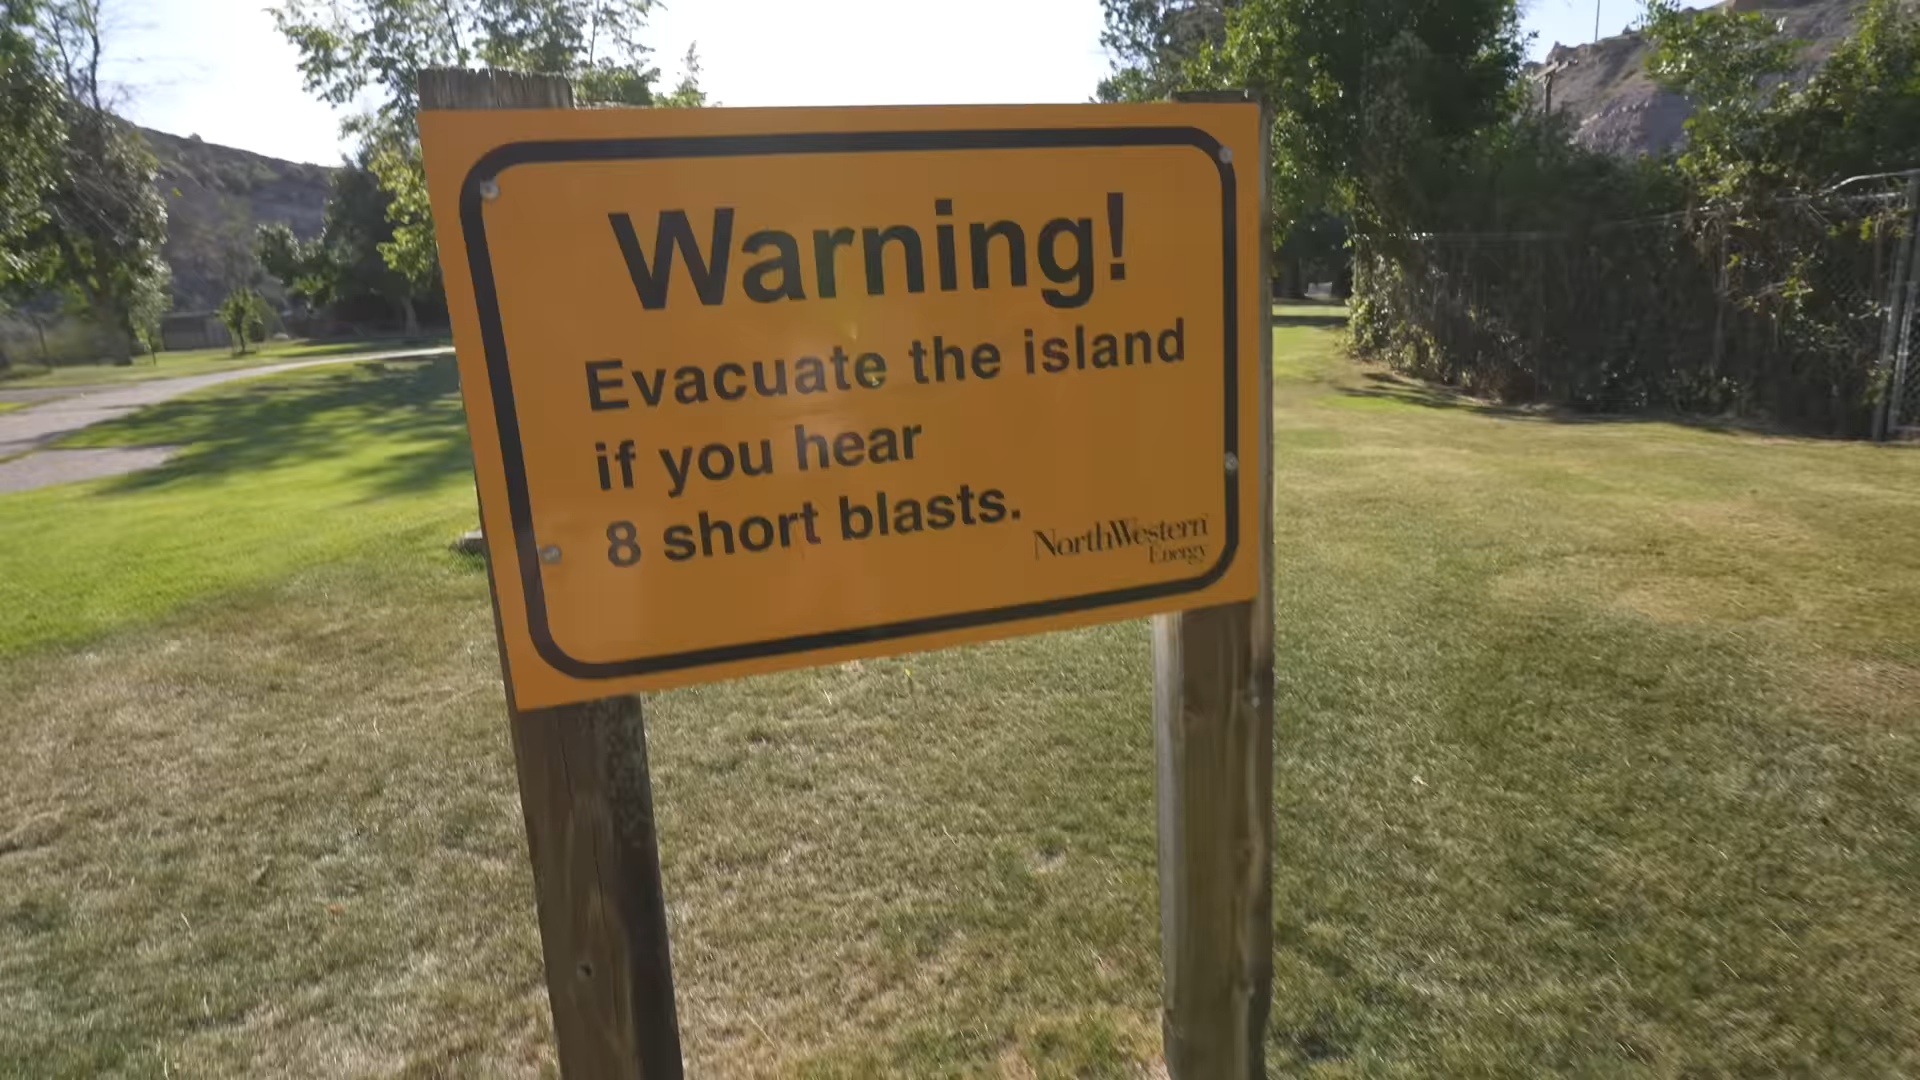 Warning!
Evacuate the island
if you hear
8 short blasts.
NorthWestern
Energy